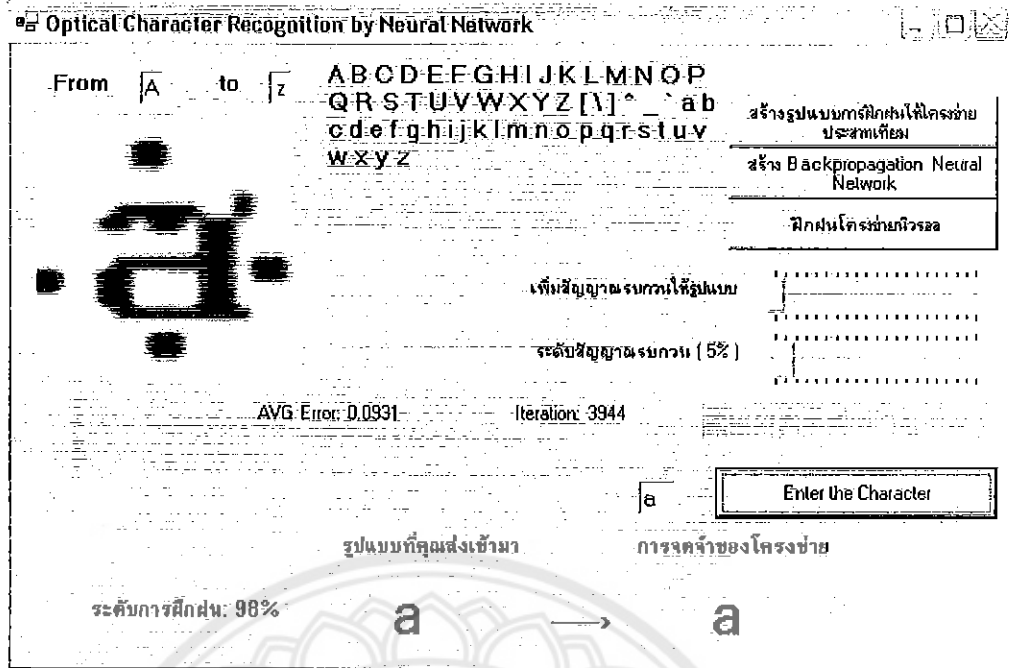 Optical Character Recognition by Neural Network
From A to z
A B C D E F G H I J K L M N O P
Q R S T U V W X Y Z [ \ ] ^ _ ` a b
c d e f g h i j k l m n o p q r s t u v
w x y z
สร้างรูปแบบการฝึกฝนให้โครงข่าย
ประสาทเทียม
สร้าง Backpropagation Neural
Network
ฝึกฝนโครงข่ายนิวรอล
a
เพิ่มสัญญาณรบกวนให้รูปแบบ
ระดับสัญญาณรบกวน ( 5% )
AVG Error: 0.0931
Iteration: 3944
a
Enter the Character
รูปแบบที่คุณส่งเข้ามา
การจดจำของโครงข่าย
ระดับการฝึกฝน: 98%
a → a